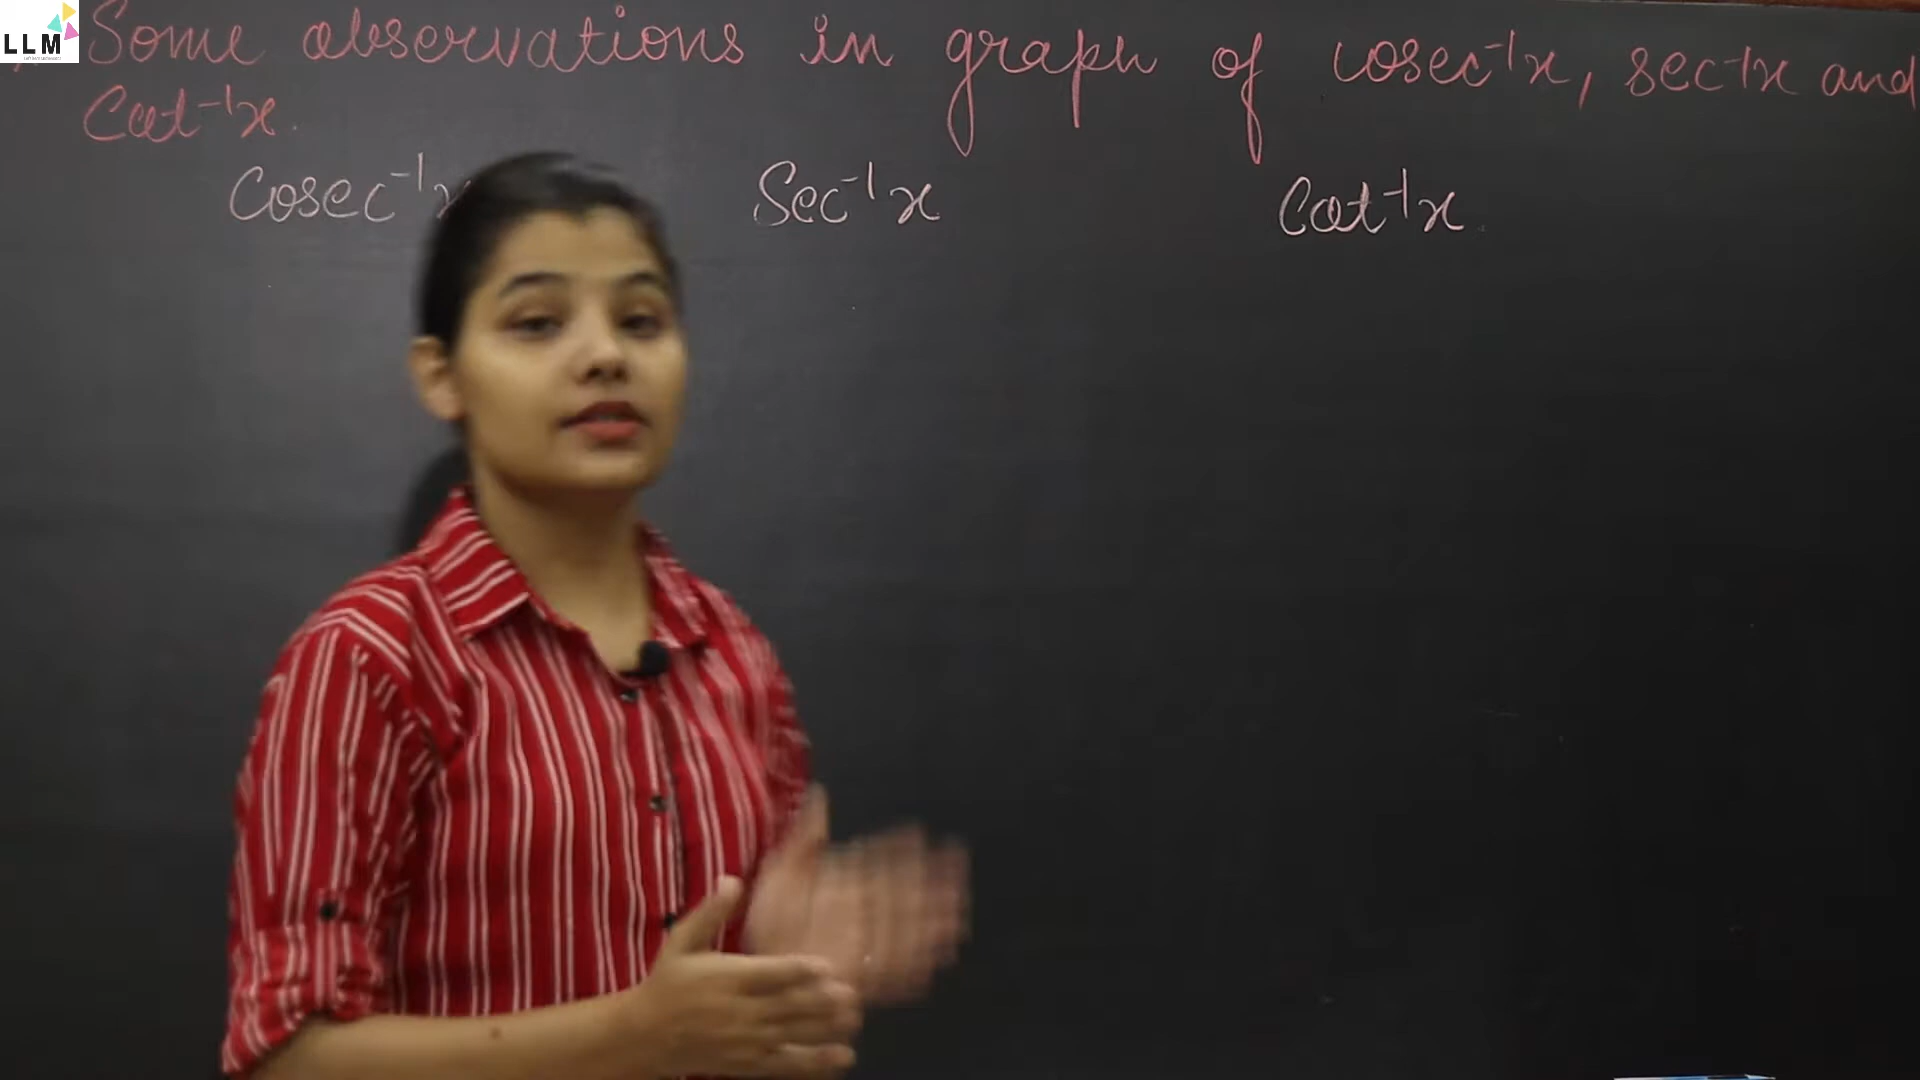 LLM
Some observations in graph of cosec⁻¹x, sec⁻¹x and
Cot⁻¹x.
Cosec⁻¹x
Sec⁻¹x
Cot⁻¹x